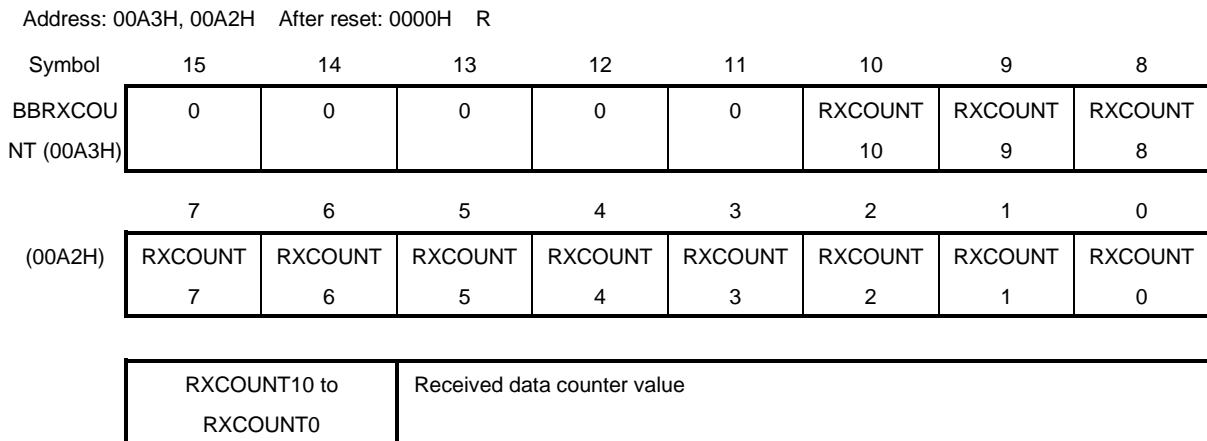 Address: 00A3H, 00A2H After reset: 0000H R
Symbol 15 14 13 12 11 10 9 8
BBRXCOU 0 0 0 0 0 RXCOUNT RXCOUNT RXCOUNT
NT (00A3H) 10 9 8
7 6 5 4 3 2 1 0
(00A2H) RXCOUNT RXCOUNT RXCOUNT RXCOUNT RXCOUNT RXCOUNT RXCOUNT RXCOUNT
7 6 5 4 3 2 1 0
RXCOUNT10 to Received data counter value
RXCOUNT0